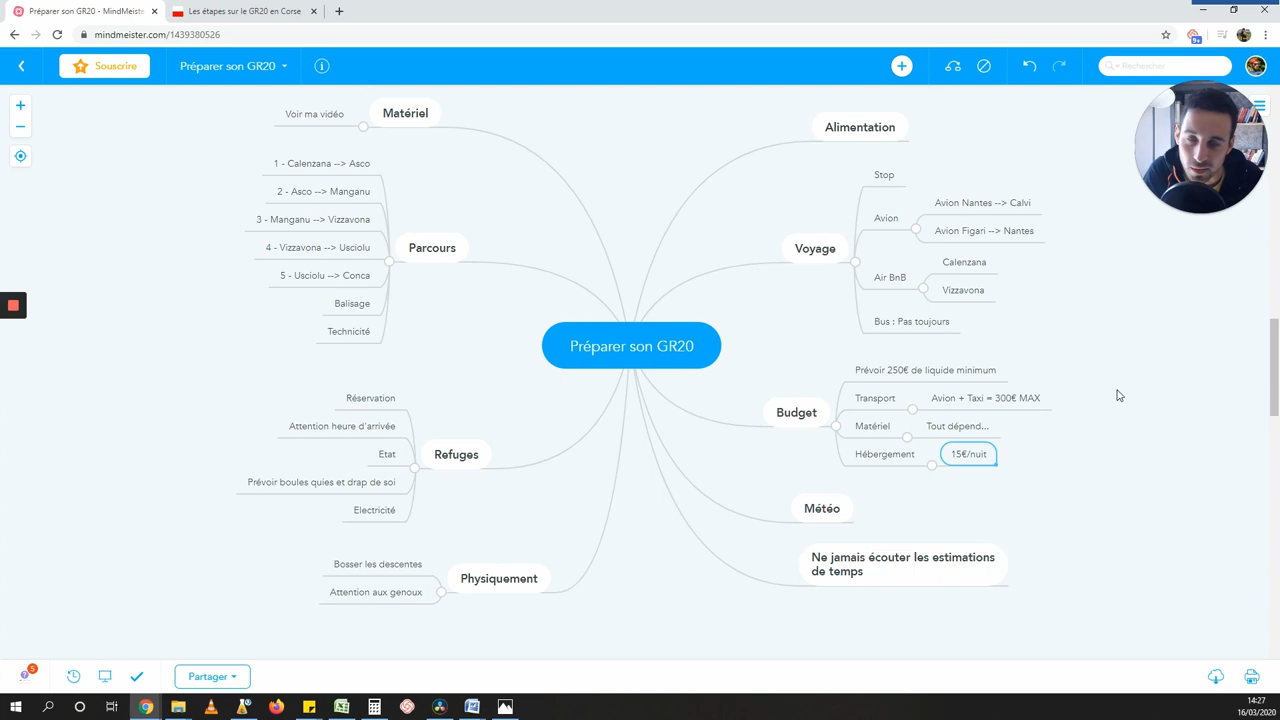 Préparer son GR20 - MindMeiste
Les étapes sur le GR20 en Corse
mindmeister.com/1439380526
9+
Souscrire
Préparer son GR20
Rechercher
Voir ma vidéo
Matériel
1 - Calenzana --> Asco
2 - Asco --> Manganu
3 - Manganu --> Vizzavona
4 - Vizzavona --> Usciolu
5 - Usciolu --> Conca
Balisage
Technicité
Parcours
Réservation
Attention heure d'arrivée
Etat
Prévoir boules quies et drap de soi
Electricité
Refuges
Bosser les descentes
Attention aux genoux
Physiquement
Préparer son GR20
Alimentation
Voyage
Stop
Avion
Avion Nantes --> Calvi
Avion Figari --> Nantes
Air BnB
Calenzana
Vizzavona
Bus : Pas toujours
Budget
Prévoir 250€ de liquide minimum
Transport
Avion + Taxi = 300€ MAX
Matériel
Tout dépend...
Hébergement
15€/nuit
Météo
Ne jamais écouter les estimations
de temps
5
Partager
14:27
16/03/2020